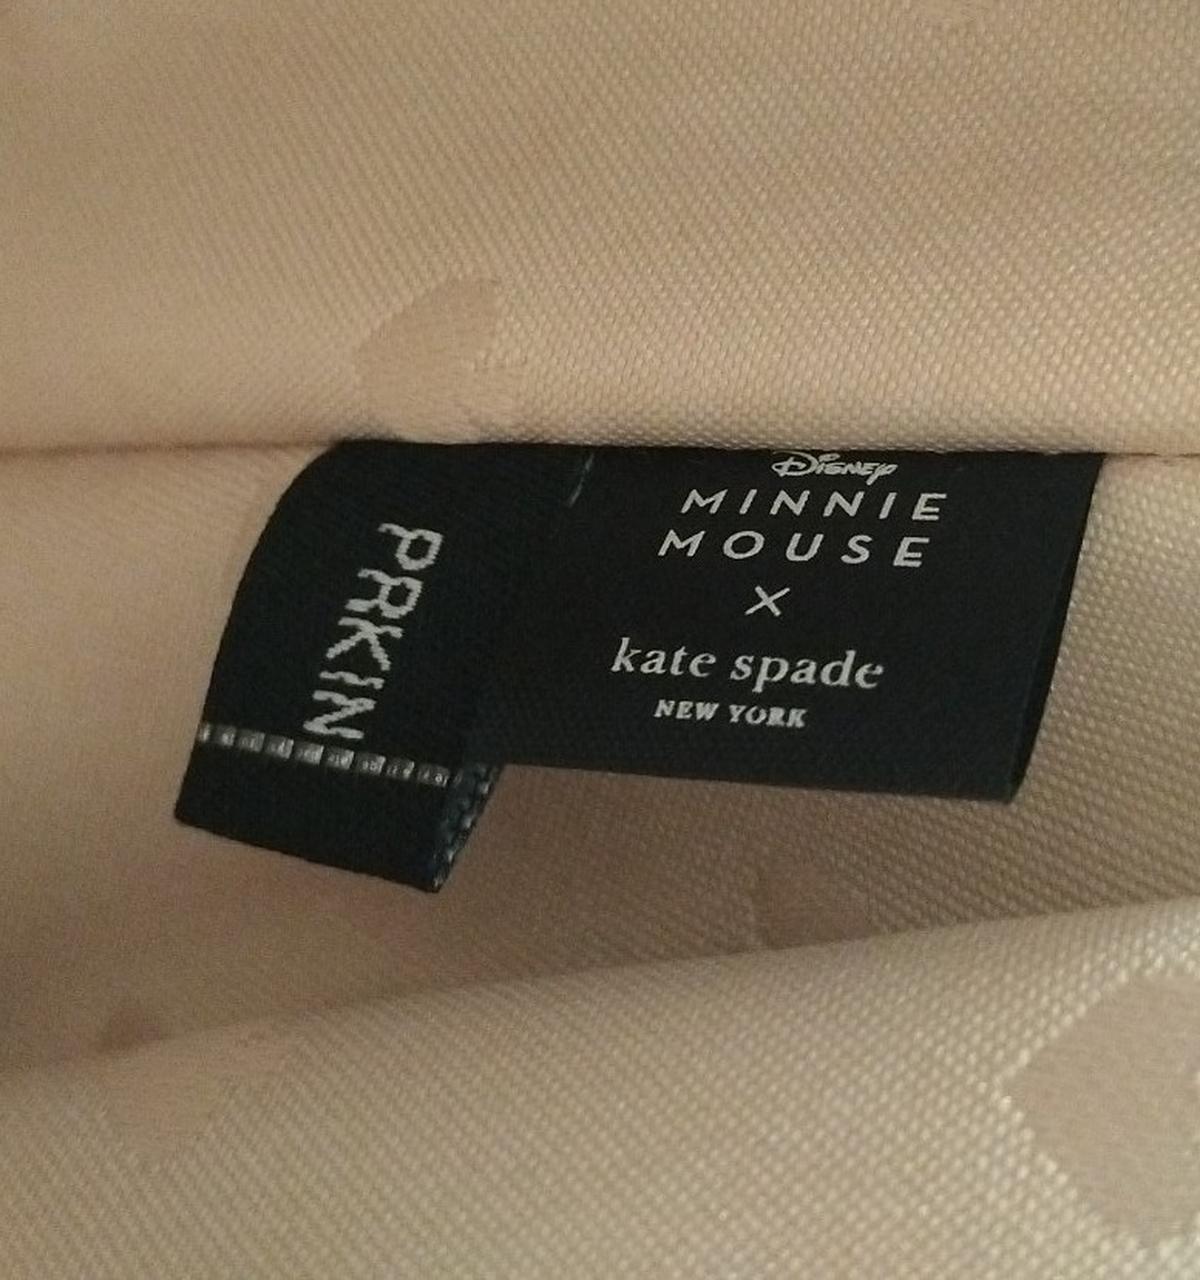 PRKIN
Disney
MINNIE
MOUSE
×
kate spade
NEW YORK